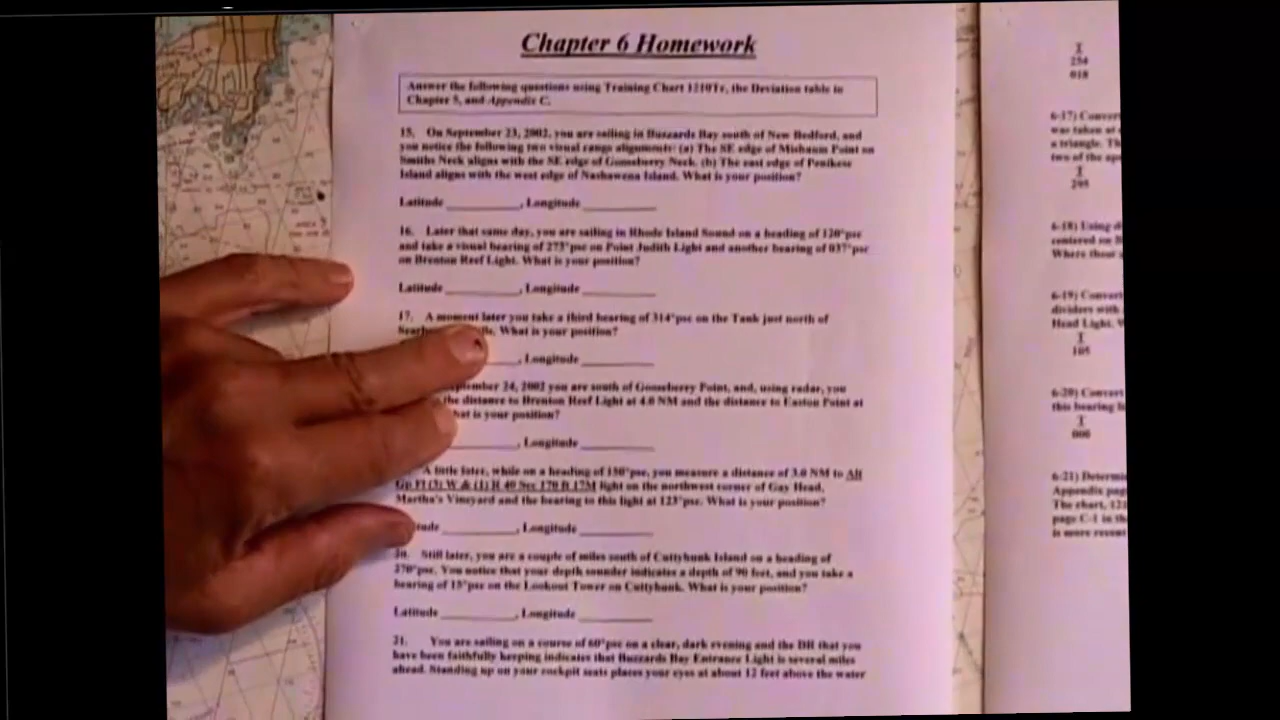 Chapter 6 Homework
Answer the following questions using Training Chart 1210Tr, the Deviation table in
Chapter 5, and Appendix C.
15. On September 23, 2002, you are sailing in Buzzards Bay south of New Bedford, and
you notice the following two visual range alignments: (a) The SE edge of Mishaum Point on
Smiths Neck aligns with the SE edge of Gooseberry Neck. (b) The east edge of Penikese
Island aligns with the west edge of Nashawena Island. What is your position?
Latitude __________, Longitude __________
16. Later that same day, you are sailing in Rhode Island Sound on a heading of 120°psc
and take a visual bearing of 273°psc on Point Judith Light and another bearing of 037°psc
on Brenton Reef Light. What is your position?
Latitude __________, Longitude __________
17. A moment later you take a third bearing of 314°psc on the Tank just north of
What is your position?
, Longitude __________
24, 2002 you are south of Gooseberry Point, and, using radar, you
the distance to Brenton Reef Light at 4.0 NM and the distance to Easton Point at
is your position?
, Longitude __________
A little later, while on a heading of 150°psc, you measure a distance of 3.0 NM to Alt
Gp Fl (3) W & (1) R 40 Sec 170 ft 17M light on the northwest corner of Gay Head,
Martha's Vineyard and the bearing to this light at 123°psc. What is your position?
, Longitude __________
20. Still later, you are a couple of miles south of Cuttyhunk Island on a heading of
270°psc. You notice that your depth sounder indicates a depth of 90 feet, and you take a
bearing of 15°psc on the Lookout Tower on Cuttyhunk. What is your position?
Latitude __________, Longitude __________
21. You are sailing on a course of 60°psc on a clear, dark evening and the DR that you
have been faithfully keeping indicates that Buzzards Bay Entrance Light is several miles
ahead. Standing up on your cockpit seats places your eyes at about 12 feet above the water
T
254
018
6-17) Convert
was taken at
a triangle. Th
two of the
T
295
6-18) Using
centered on
Where
6-19) Convert
dividers with
Head Light.
T
105
6-20) Convert
this bearing
T
000
6-21) Determi
Appendix pag
The chart, 121
page C-1 in th
is more recent